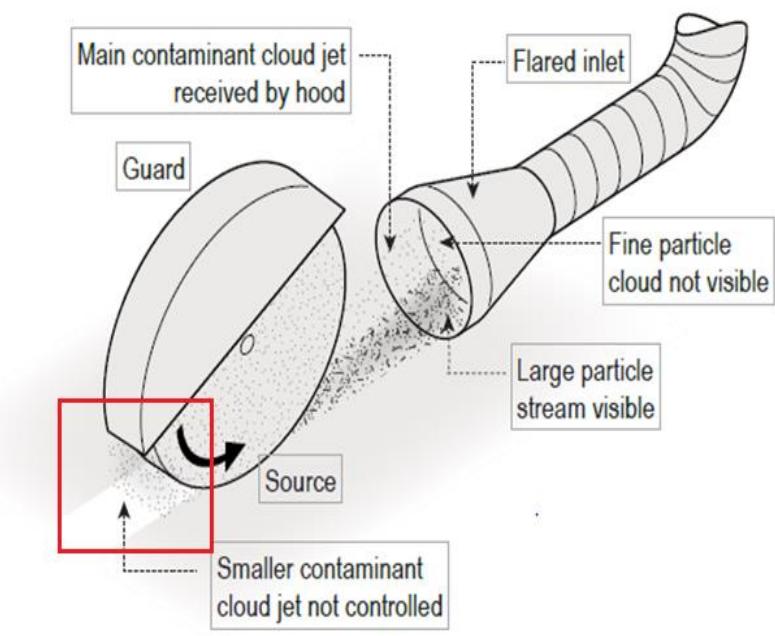 Main contaminant cloud jet
received by hood
Flared inlet
Guard
Fine particle
cloud not visible
Large particle
stream visible
Source
Smaller contaminant
cloud jet not controlled